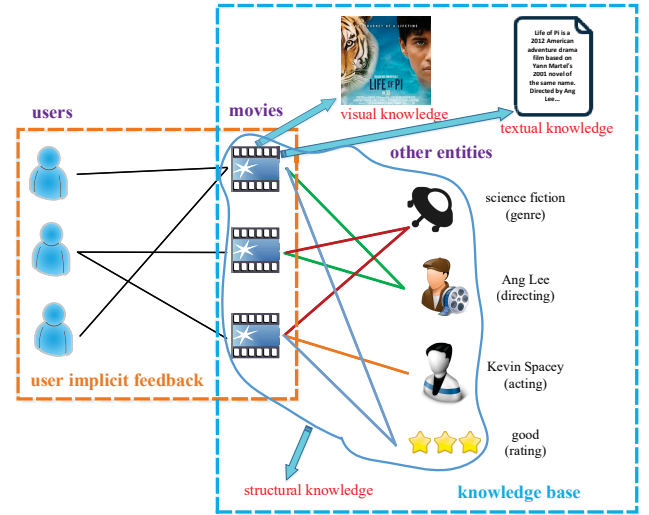 users
movies
LIFE OF PI
visual knowledge
Life of Pi is a
2012 American
adventure drama
film based on
Yann Martel's
2001 novel of
the same name.
Directed by Ang
Lee...
textual knowledge
other entities
science fiction
(genre)
Ang Lee
(directing)
Kevin Spacey
(acting)
good
(rating)
user implicit feedback
structural knowledge
knowledge base